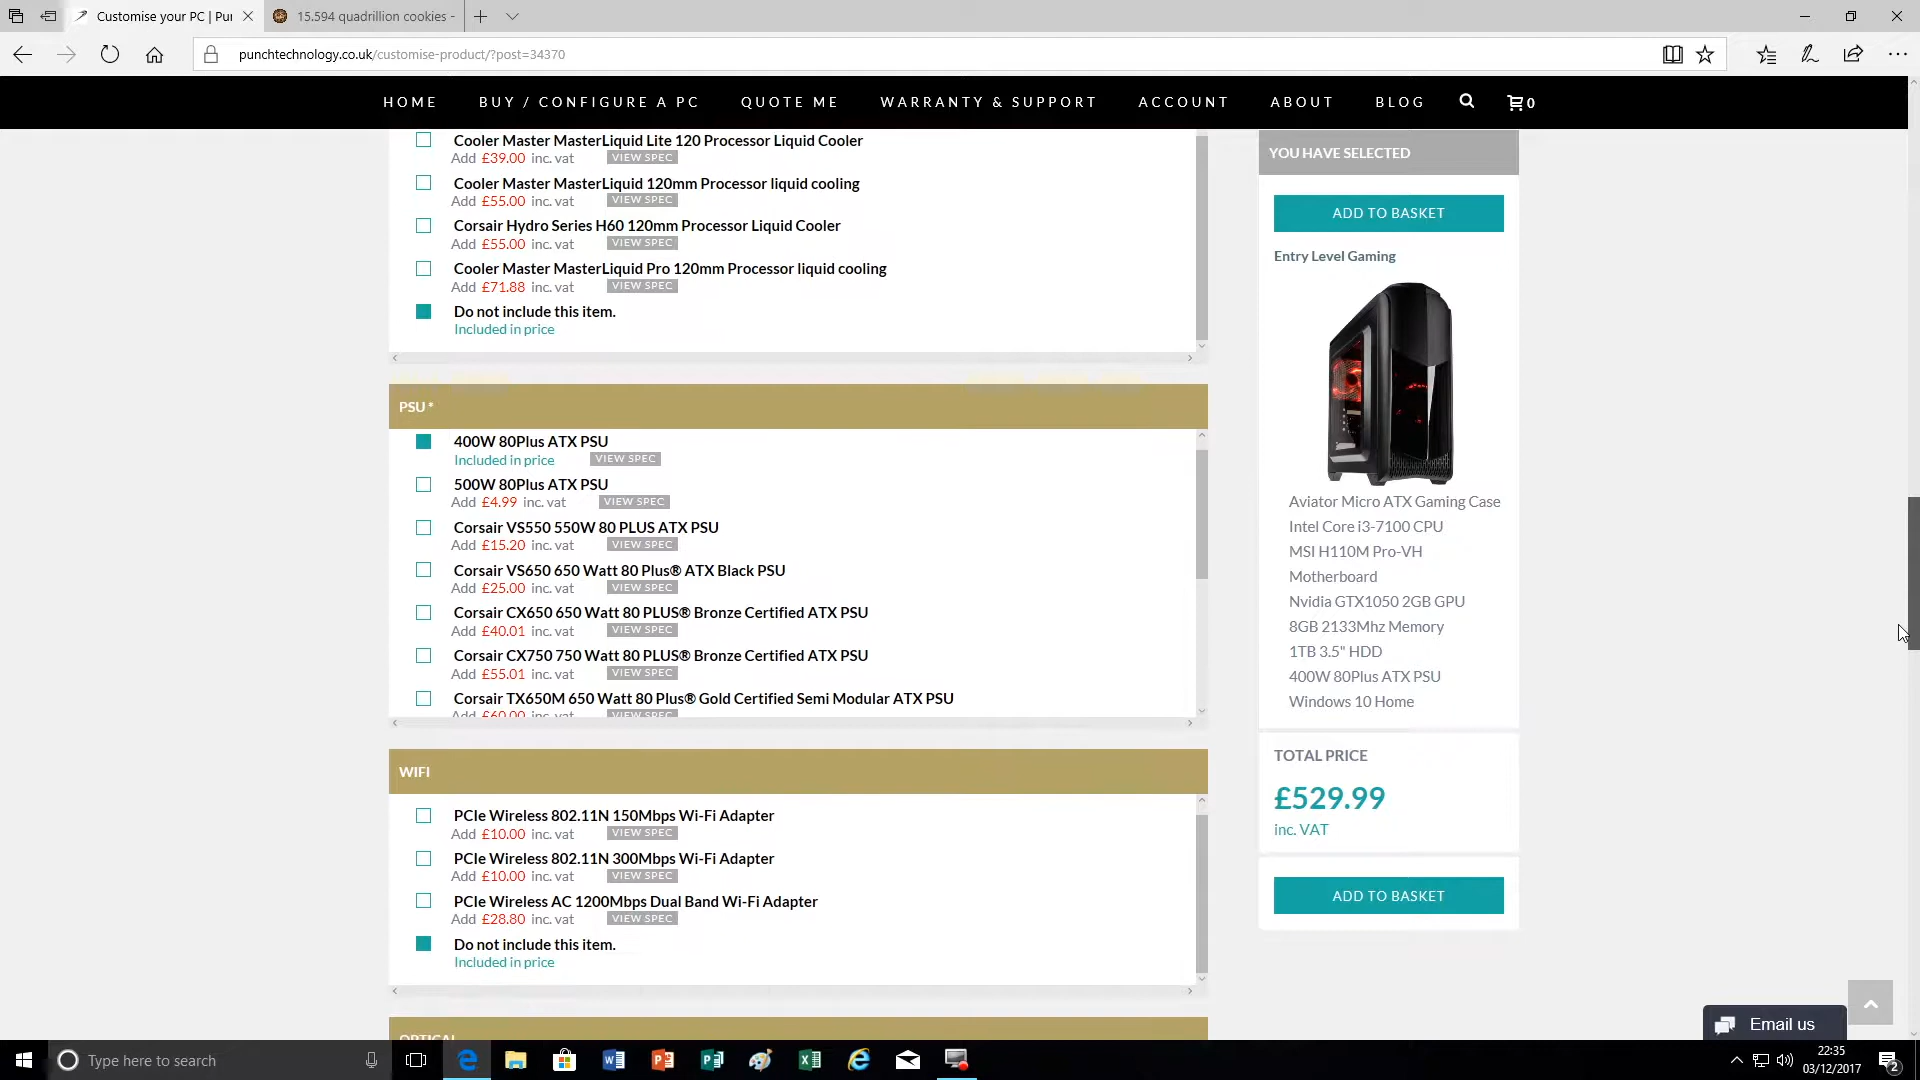 Customise your PC | Pur
15.594 quadrillion cookies -
punchtechnology.co.uk/customise-product/?post=34370
HOME BUY / CONFIGURE A PC QUOTE ME WARRANTY & SUPPORT ACCOUNT ABOUT BLOG 0
Cooler Master MasterLiquid Lite 120 Processor Liquid Cooler
Add £39.00 inc. vat VIEW SPEC
Cooler Master MasterLiquid 120mm Processor liquid cooling
Add £55.00 inc. vat VIEW SPEC
Corsair Hydro Series H60 120mm Processor Liquid Cooler
Add £55.00 inc. vat VIEW SPEC
Cooler Master MasterLiquid Pro 120mm Processor liquid cooling
Add £71.88 inc. vat VIEW SPEC
Do not include this item.
Included in price
PSU *
400W 80Plus ATX PSU
Included in price VIEW SPEC
500W 80Plus ATX PSU
Add £4.99 inc. vat VIEW SPEC
Corsair VS550 550W 80 PLUS ATX PSU
Add £15.20 inc. vat VIEW SPEC
Corsair VS650 650 Watt 80 Plus® ATX Black PSU
Add £25.00 inc. vat VIEW SPEC
Corsair CX650 650 Watt 80 PLUS® Bronze Certified ATX PSU
Add £40.01 inc. vat VIEW SPEC
Corsair CX750 750 Watt 80 PLUS® Bronze Certified ATX PSU
Add £55.01 inc. vat VIEW SPEC
Corsair TX650M 650 Watt 80 Plus® Gold Certified Semi Modular ATX PSU
Add £60.00 inc. vat VIEW SPEC
WIFI
PCIe Wireless 802.11N 150Mbps Wi-Fi Adapter
Add £10.00 inc. vat VIEW SPEC
PCIe Wireless 802.11N 300Mbps Wi-Fi Adapter
Add £10.00 inc. vat VIEW SPEC
PCIe Wireless AC 1200Mbps Dual Band Wi-Fi Adapter
Add £28.80 inc. vat VIEW SPEC
Do not include this item.
Included in price
OPTICAL
YOU HAVE SELECTED
ADD TO BASKET
Entry Level Gaming
Aviator Micro ATX Gaming Case
Intel Core i3-7100 CPU
MSI H110M Pro-VH
Motherboard
Nvidia GTX1050 2GB GPU
8GB 2133Mhz Memory
1TB 3.5" HDD
400W 80Plus ATX PSU
Windows 10 Home
TOTAL PRICE
£529.99
inc. VAT
ADD TO BASKET
Email us
Type here to search
22:35
03/12/2017
2